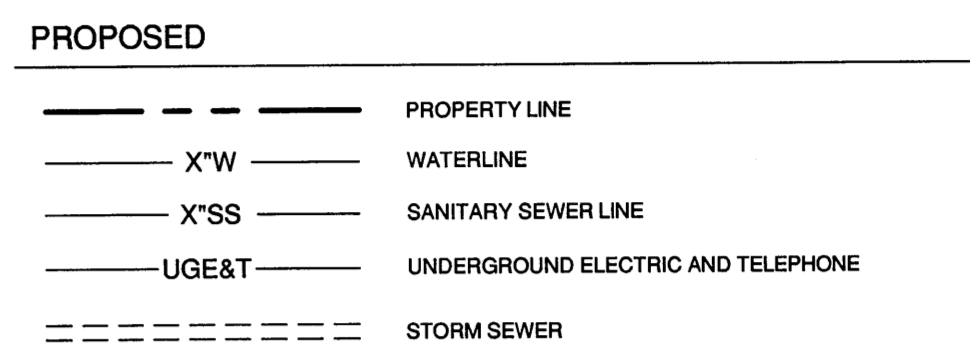 PROPOSED
PROPERTY LINE
X"W WATERLINE
X"SS SANITARY SEWER LINE
UGE&T UNDERGROUND ELECTRIC AND TELEPHONE
STORM SEWER